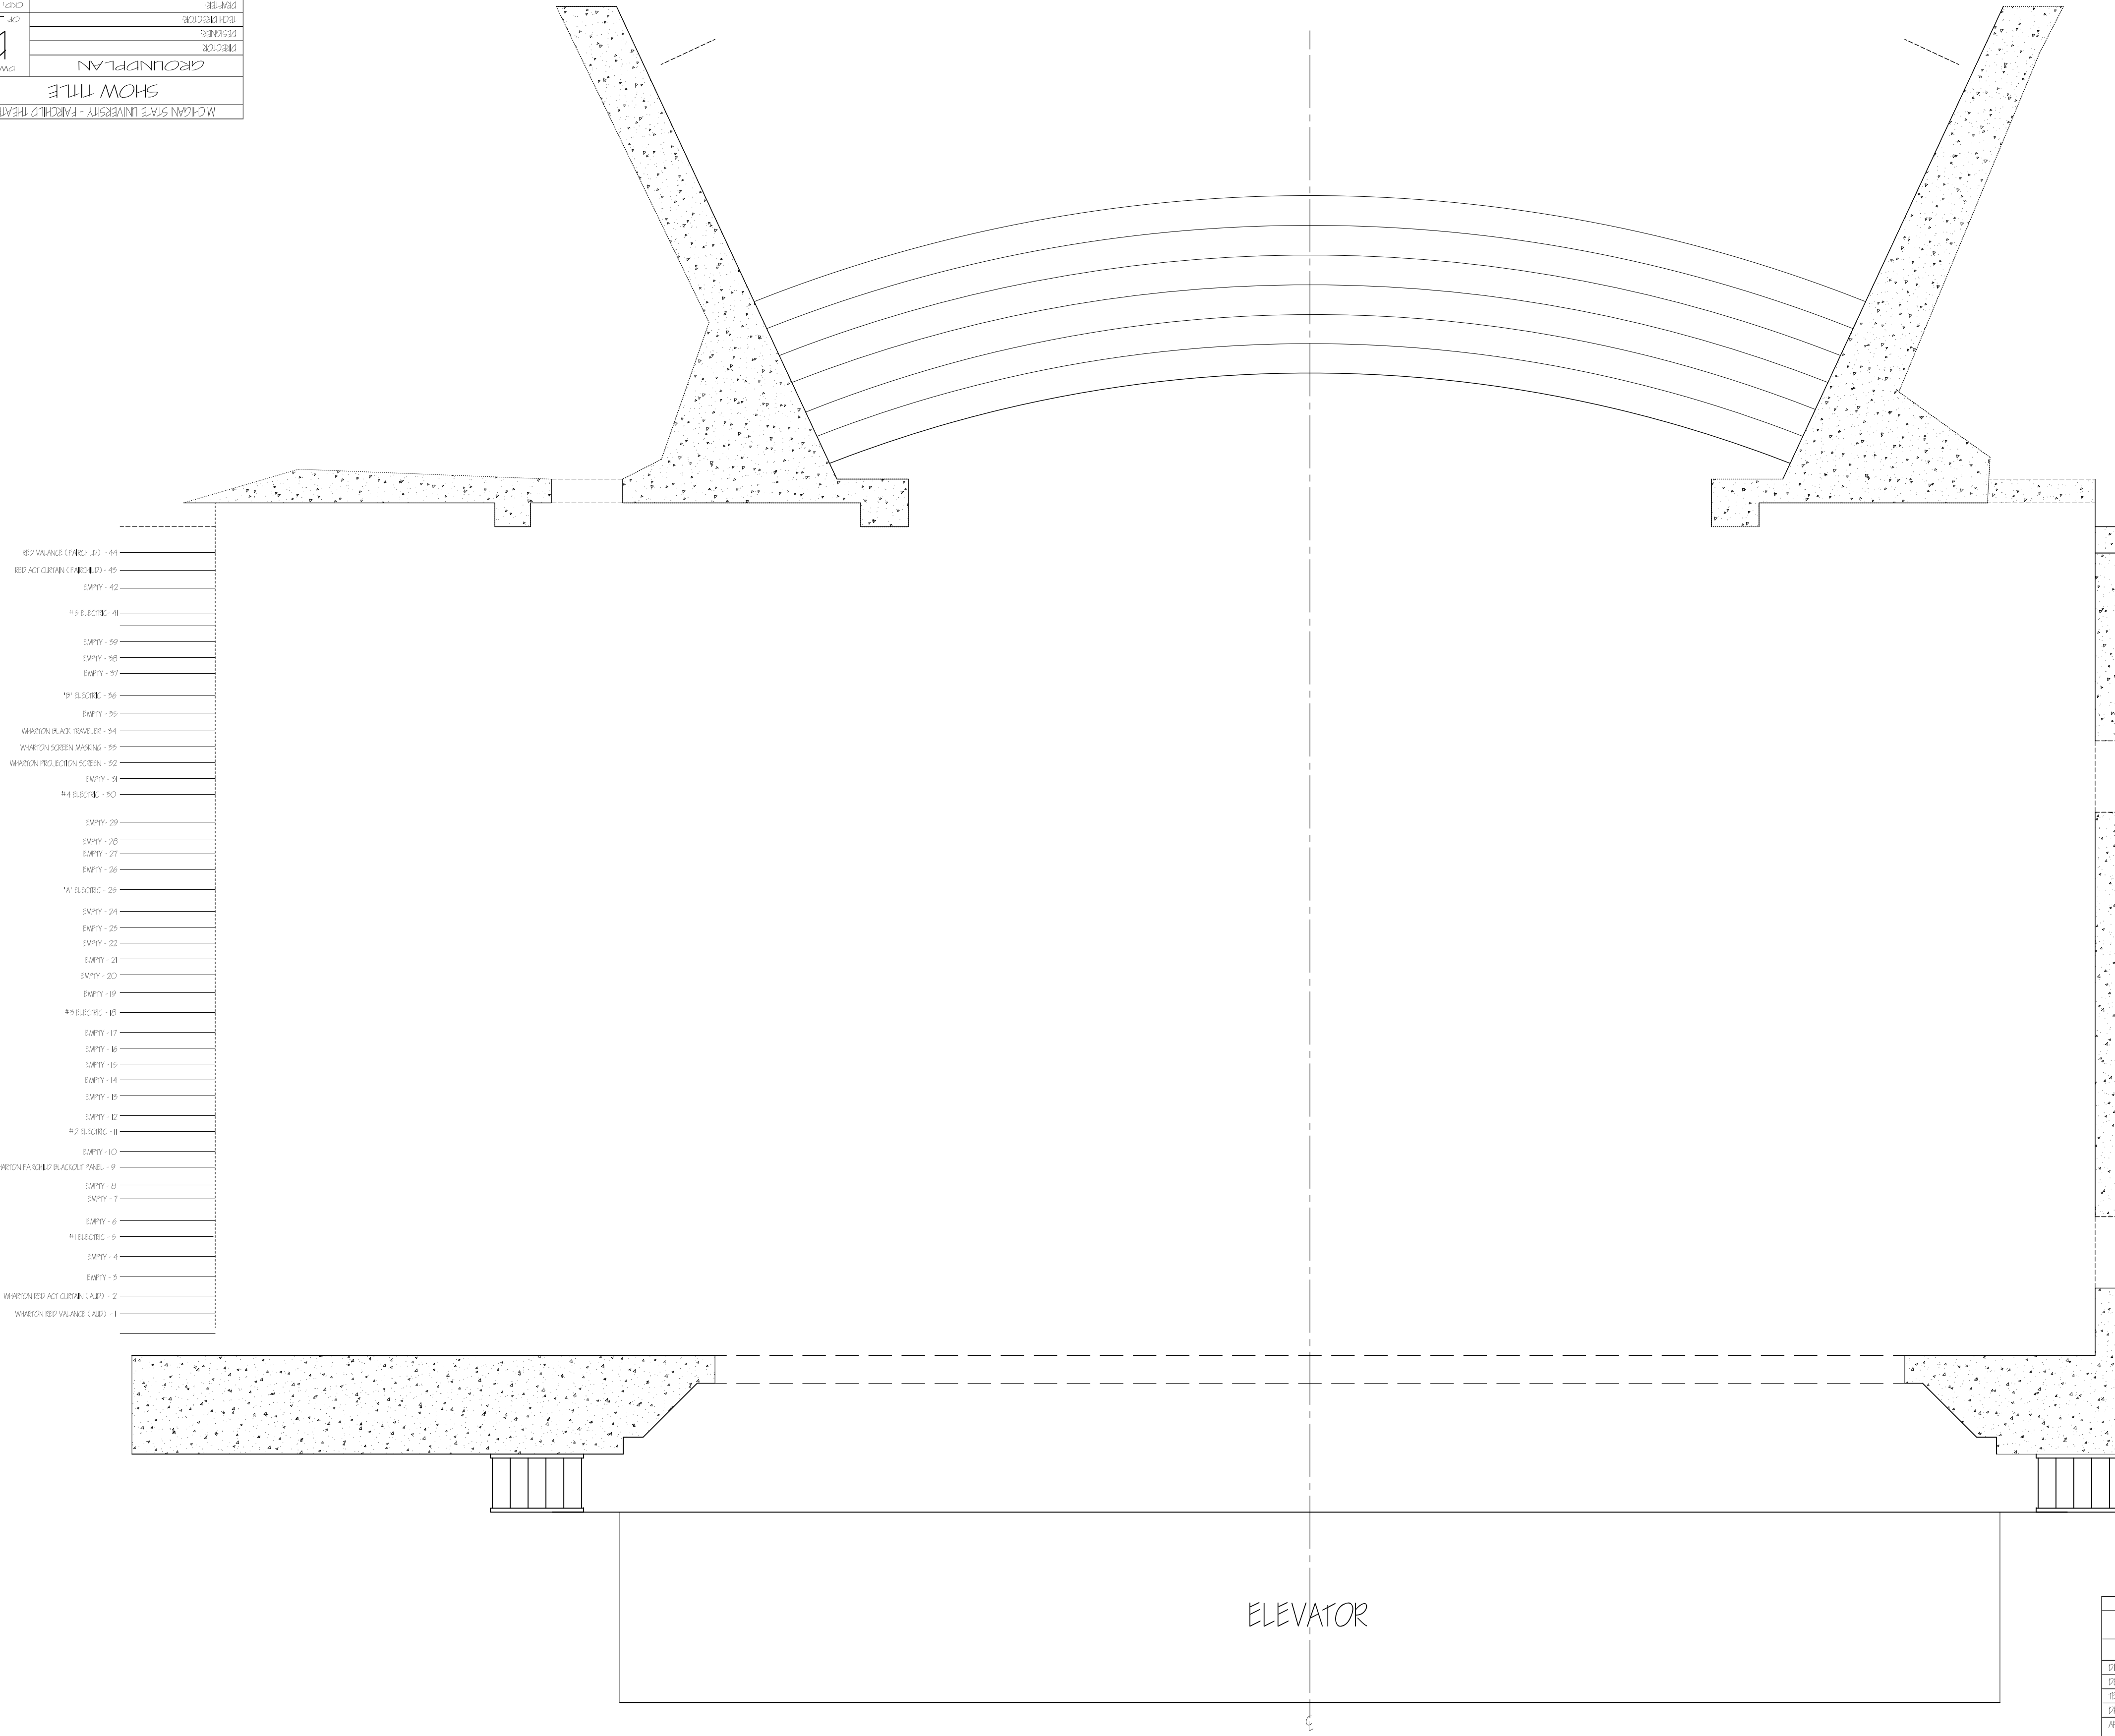 MICHIGAN STATE UNIVERSITY - FAIRCHILD
SHOW TITLE
GROUNDPLAN
DIRECTOR:
DESIGNER:
TECH DIRECTOR:
DRAFTER:
OF
RED VALANCE (FAIRCHILD) - 44
RED ACT CURTAIN (FAIRCHILD) - 43
EMPTY - 42
#5 ELECTRIC - 41
EMPTY - 39
EMPTY - 38
EMPTY - 37
"B" ELECTRIC - 36
EMPTY - 35
WHARTON BLACK TRAVELER - 34
WHARTON SCREEN MASKING - 33
WHARTON PROJECTION SCREEN - 32
EMPTY - 31
#4 ELECTRIC - 30
EMPTY - 29
EMPTY - 28
EMPTY - 27
EMPTY - 26
"A" ELECTRIC - 25
EMPTY - 24
EMPTY - 23
EMPTY - 22
EMPTY - 21
EMPTY - 20
EMPTY - 19
#3 ELECTRIC - 18
EMPTY - 17
EMPTY - 16
EMPTY - 15
EMPTY - 14
EMPTY - 13
EMPTY - 12
#2 ELECTRIC - 11
EMPTY - 10
FAIRCHILD BLACKOUT PANEL - 9
EMPTY - 8
EMPTY - 7
EMPTY - 6
#1 ELECTRIC - 5
EMPTY - 4
EMPTY - 3
WHARTON RED ACT CURTAIN (AUD) - 2
WHARTON RED VALANCE (AUD) - 1
ELEVATOR
℄